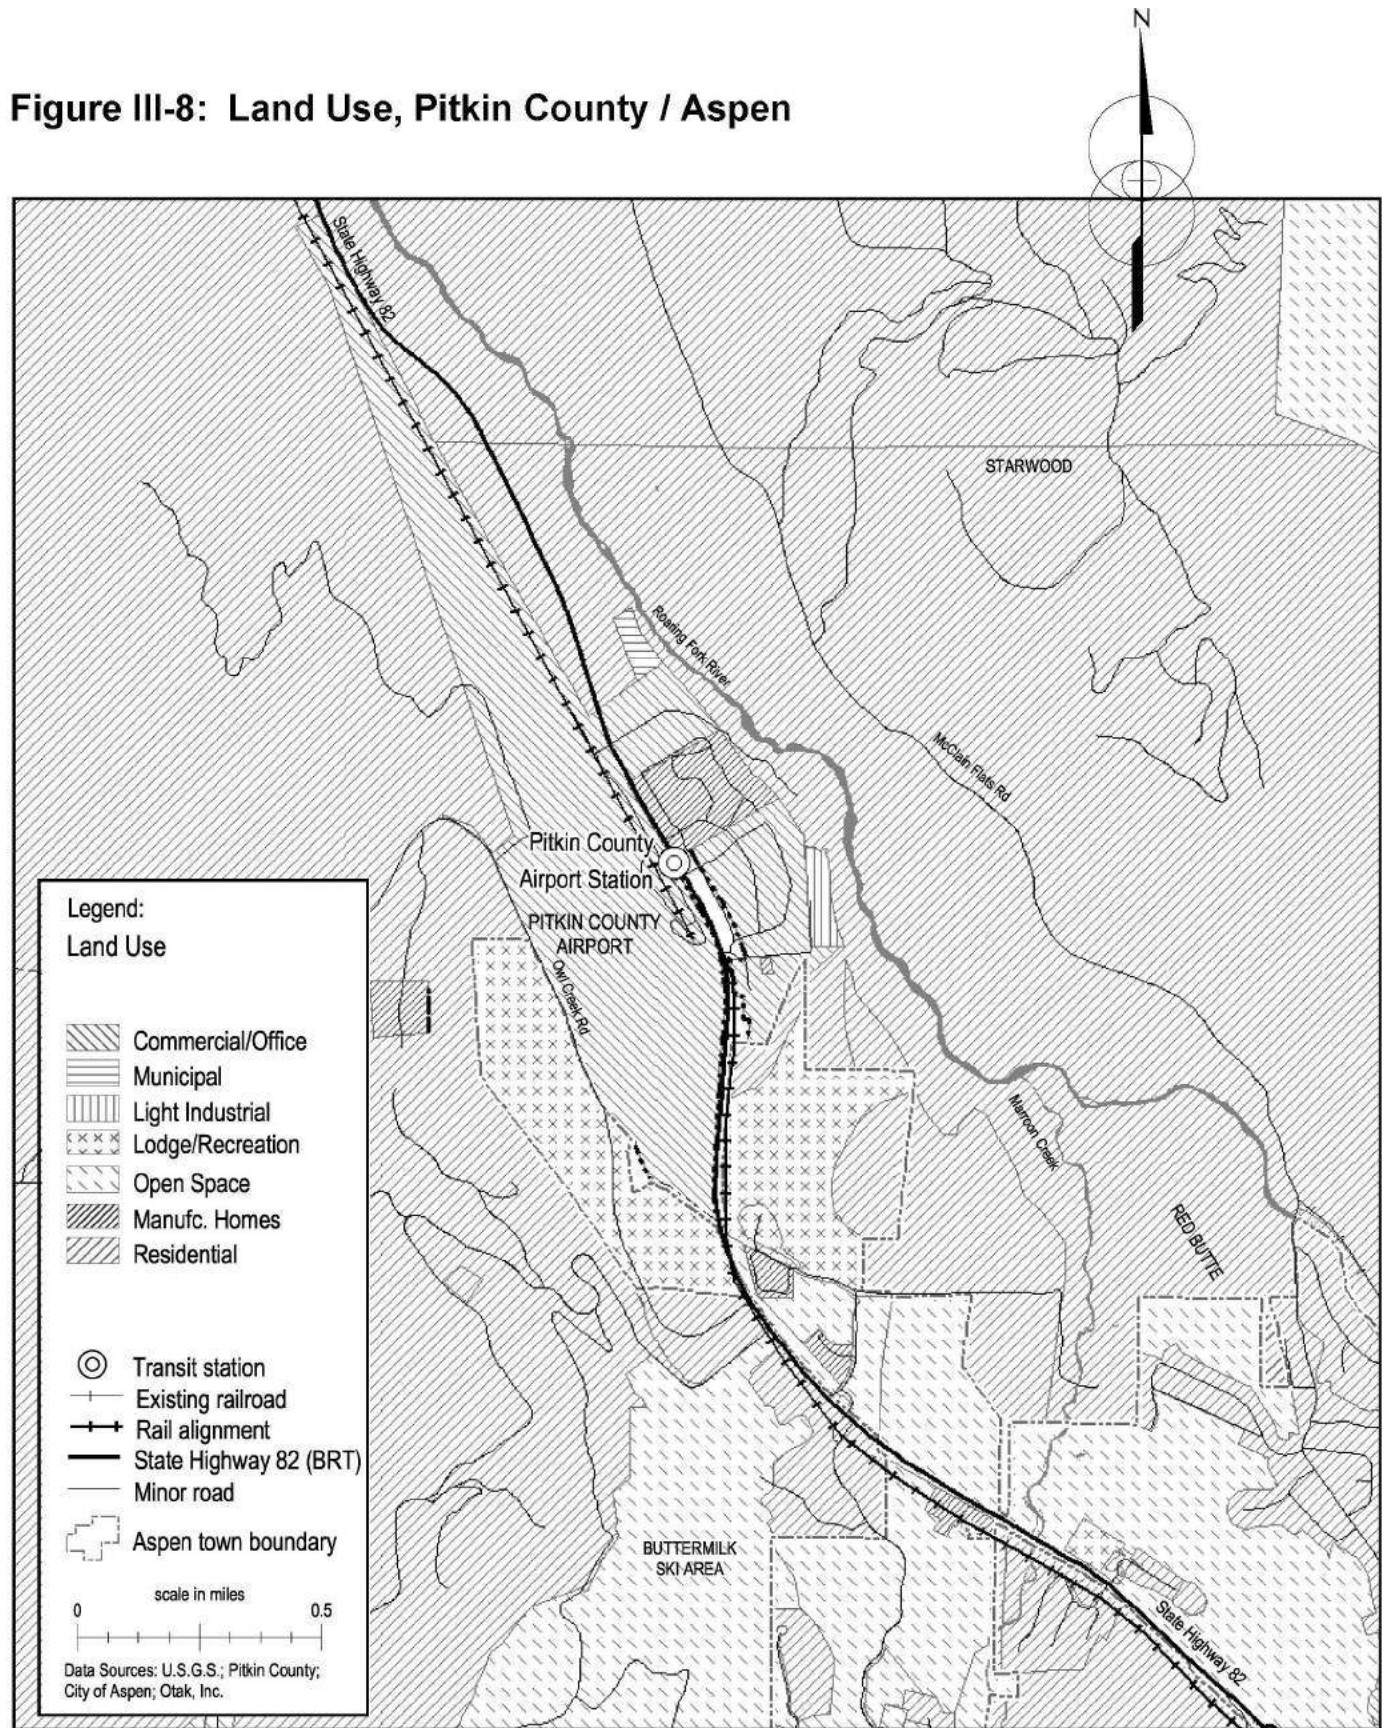 N
Figure III-8: Land Use, Pitkin County / Aspen
State Highway 82
STARWOOD
Roaring Fork River
McClain Flats Rd
Pitkin County
Airport Station
PITKIN COUNTY
AIRPORT
Owl Creek Rd
Maroon Creek
RED BUTTE
BUTTERMILK
SKI AREA
State Highway 82
Legend:
Land Use
Commercial/Office
Municipal
Light Industrial
Lodge/Recreation
Open Space
Manufc. Homes
Residential
Transit station
Existing railroad
Rail alignment
State Highway 82 (BRT)
Minor road
Aspen town boundary
scale in miles
0 0.5
Data Sources: U.S.G.S.; Pitkin County;
City of Aspen; Otak, Inc.